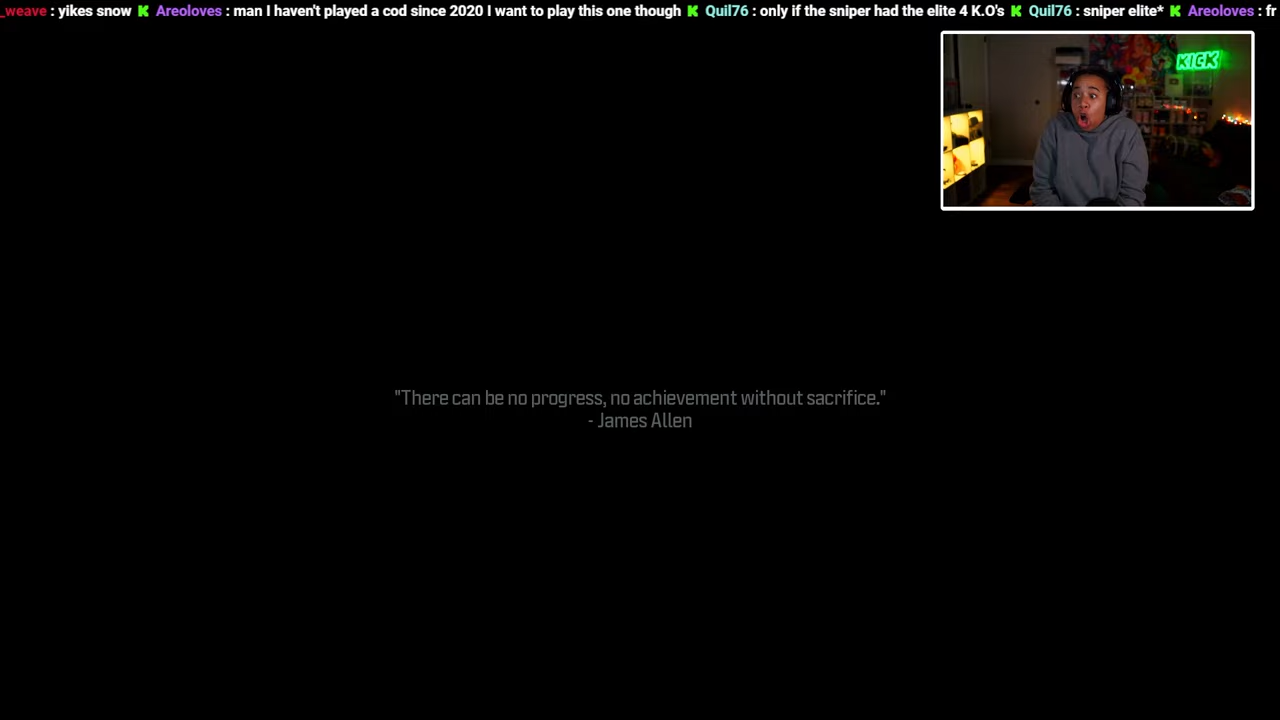 _weave : yikes snow K Areoloves : man I haven't played a cod since 2020 I want to play this one though K Quil76 : only if the sniper had the elite 4 K.O's K Quil76 : sniper elite* K Areoloves : fr
KICK
"There can be no progress, no achievement without sacrifice."
- James Allen